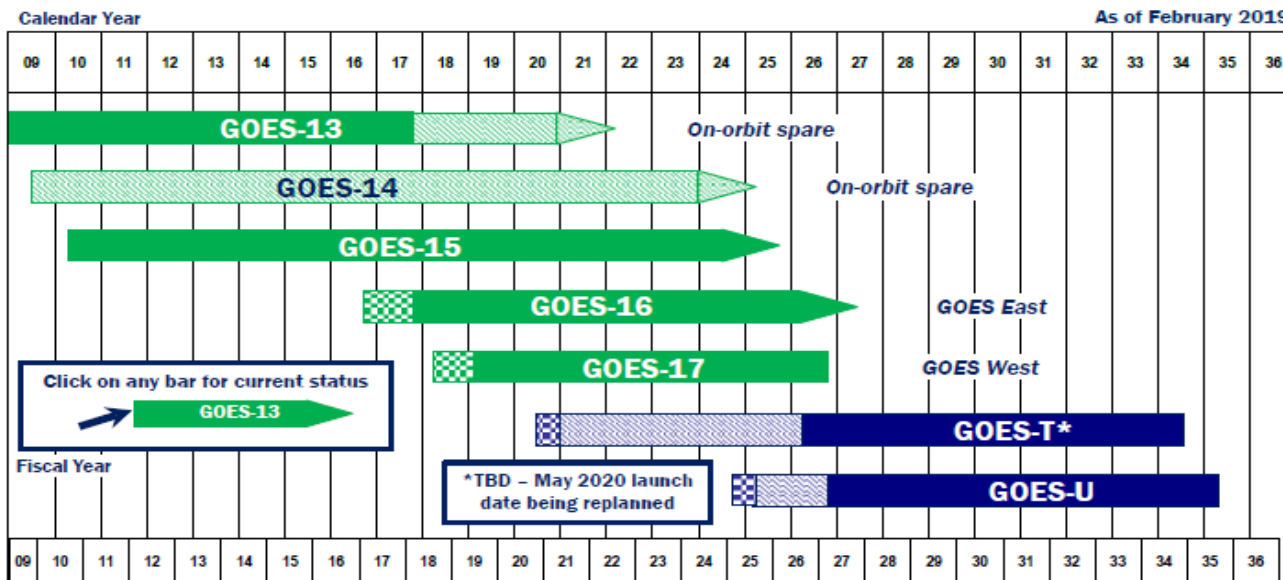 Calendar Year
As of February 2019
09 10 11 12 13 14 15 16 17 18 19 20 21 22 23 24 25 26 27 28 29 30 31 32 33 34 35 36
GOES-13
On-orbit spare
GOES-14
On-orbit spare
GOES-15
GOES-16
GOES East
GOES-17
GOES West
Click on any bar for current status
GOES-13
GOES-T*
Fiscal Year
*TBD – May 2020 launch
date being replanned
GOES-U
09 10 11 12 13 14 15 16 17 18 19 20 21 22 23 24 25 26 27 28 29 30 31 32 33 34 35 36